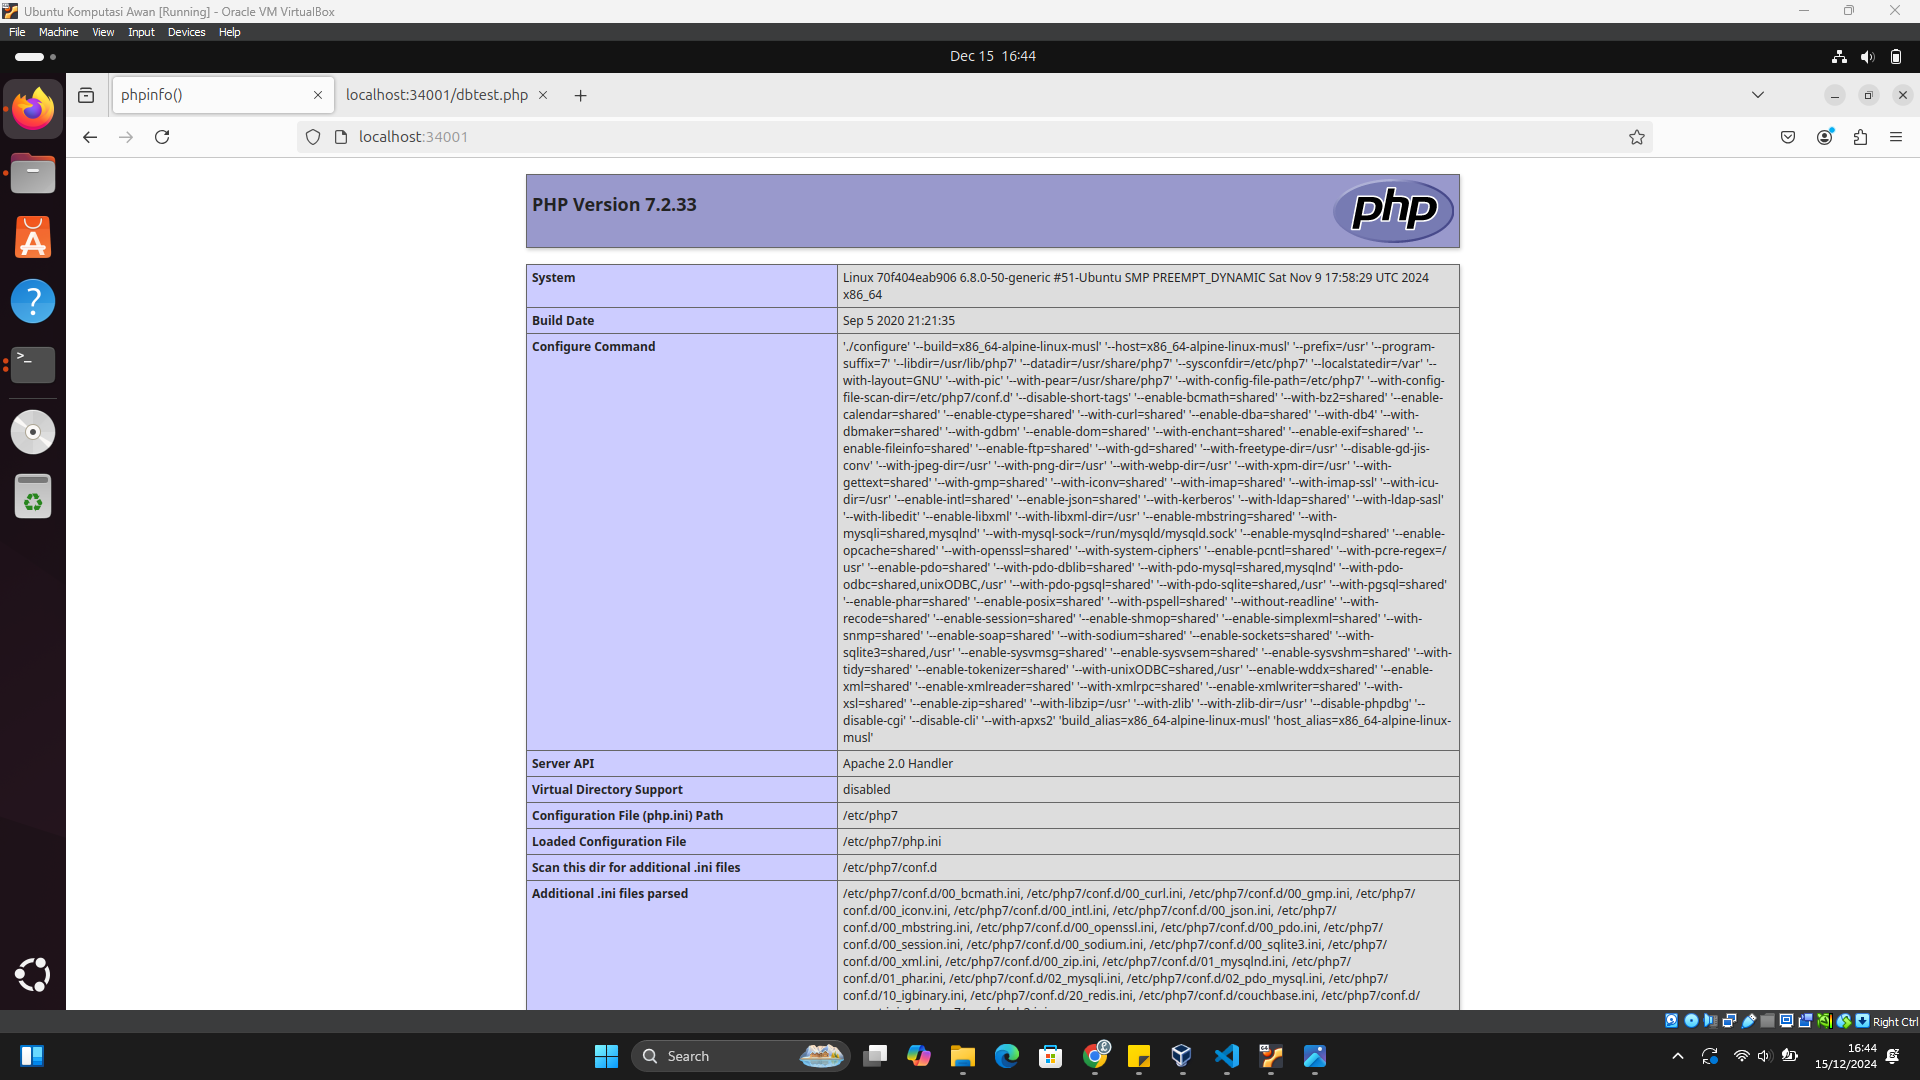 Ubuntu Komputasi Awan [Running] - Oracle VM VirtualBox
File Machine View Input Devices Help
Dec 15 16:44
phpinfo()
localhost:34001/dbtest.php
localhost:34001
PHP Version 7.2.33
php
System
Linux 70f404eab906 6.8.0-50-generic #51-Ubuntu SMP PREEMPT_DYNAMIC Sat Nov 9 17:58:29 UTC 2024
x86_64
Build Date
Sep 5 2020 21:21:35
Configure Command
'./configure' '--build=x86_64-alpine-linux-musl' '--host=x86_64-alpine-linux-musl' '--prefix=/usr' '--program-
suffix=7' '--libdir=/usr/lib/php7' '--datadir=/usr/share/php7' '--sysconfdir=/etc/php7' '--localstatedir=/var' '--
with-layout=GNU' '--with-pic' '--with-pear=/usr/share/php7' '--with-config-file-path=/etc/php7' '--with-config-
file-scan-dir=/etc/php7/conf.d' '--disable-short-tags' '--enable-bcmath=shared' '--with-bz2=shared' '--enable-
calendar=shared' '--enable-ctype=shared' '--with-curl=shared' '--enable-dba=shared' '--with-db4' '--with-
dbmaker=shared' '--with-gdbm' '--enable-dom=shared' '--with-enchant=shared' '--enable-exif=shared' '--
enable-fileinfo=shared' '--enable-ftp=shared' '--with-gd=shared' '--with-freetype-dir=/usr' '--disable-gd-jis-
conv' '--with-jpeg-dir=/usr' '--with-png-dir=/usr' '--with-webp-dir=/usr' '--with-xpm-dir=/usr' '--with-
gettext=shared' '--with-gmp=shared' '--with-iconv=shared' '--with-imap=shared' '--with-imap-ssl' '--with-icu-
dir=/usr' '--enable-intl=shared' '--enable-json=shared' '--with-kerberos' '--with-ldap=shared' '--with-ldap-sasl'
'--with-libedit' '--enable-libxml' '--with-libxml-dir=/usr' '--enable-mbstring=shared' '--with-
mysqli=shared,mysqlnd' '--with-mysql-sock=/run/mysqld/mysqld.sock' '--enable-mysqlnd=shared' '--enable-
opcache=shared' '--with-openssl=shared' '--with-system-ciphers' '--enable-pcntl=shared' '--with-pcre-regex=/
usr' '--enable-pdo=shared' '--with-pdo-dblib=shared' '--with-pdo-mysql=shared,mysqlnd' '--with-pdo-
odbc=shared,unixODBC,/usr' '--with-pdo-pgsql=shared' '--with-pdo-sqlite=shared,/usr' '--with-pgsql=shared'
'--enable-phar=shared' '--enable-posix=shared' '--with-pspell=shared' '--without-readline' '--with-
recode=shared' '--enable-session=shared' '--enable-shmop=shared' '--enable-simplexml=shared' '--with-
snmp=shared' '--enable-soap=shared' '--with-sodium=shared' '--enable-sockets=shared' '--with-
sqlite3=shared,/usr' '--enable-sysvmsg=shared' '--enable-sysvsem=shared' '--enable-sysvshm=shared' '--with-
tidy=shared' '--enable-tokenizer=shared' '--with-unixODBC=shared,/usr' '--enable-wddx=shared' '--enable-
xml=shared' '--enable-xmlreader=shared' '--with-xmlrpc=shared' '--enable-xmlwriter=shared' '--with-
xsl=shared' '--enable-zip=shared' '--with-libzip=/usr' '--with-zlib' '--with-zlib-dir=/usr' '--disable-phpdbg' '--
disable-cgi' '--disable-cli' '--with-apxs2' 'build_alias=x86_64-alpine-linux-musl' 'host_alias=x86_64-alpine-linux-
musl'
Server API
Apache 2.0 Handler
Virtual Directory Support
disabled
Configuration File (php.ini) Path
/etc/php7
Loaded Configuration File
/etc/php7/php.ini
Scan this dir for additional .ini files
/etc/php7/conf.d
Additional .ini files parsed
/etc/php7/conf.d/00_bcmath.ini, /etc/php7/conf.d/00_curl.ini, /etc/php7/conf.d/00_gmp.ini, /etc/php7/
conf.d/00_iconv.ini, /etc/php7/conf.d/00_intl.ini, /etc/php7/conf.d/00_json.ini, /etc/php7/
conf.d/00_mbstring.ini, /etc/php7/conf.d/00_openssl.ini, /etc/php7/conf.d/00_pdo.ini, /etc/php7/
conf.d/00_session.ini, /etc/php7/conf.d/00_sodium.ini, /etc/php7/conf.d/00_sqlite3.ini, /etc/php7/
conf.d/00_xml.ini, /etc/php7/conf.d/00_zip.ini, /etc/php7/conf.d/01_mysqlnd.ini, /etc/php7/
conf.d/01_phar.ini, /etc/php7/conf.d/02_mysqli.ini, /etc/php7/conf.d/02_pdo_mysql.ini, /etc/php7/
conf.d/10_igbinary.ini, /etc/php7/conf.d/20_redis.ini, /etc/php7/conf.d/couchbase.ini, /etc/php7/conf.d/
Right Ctrl
Search
16:44
15/12/2024